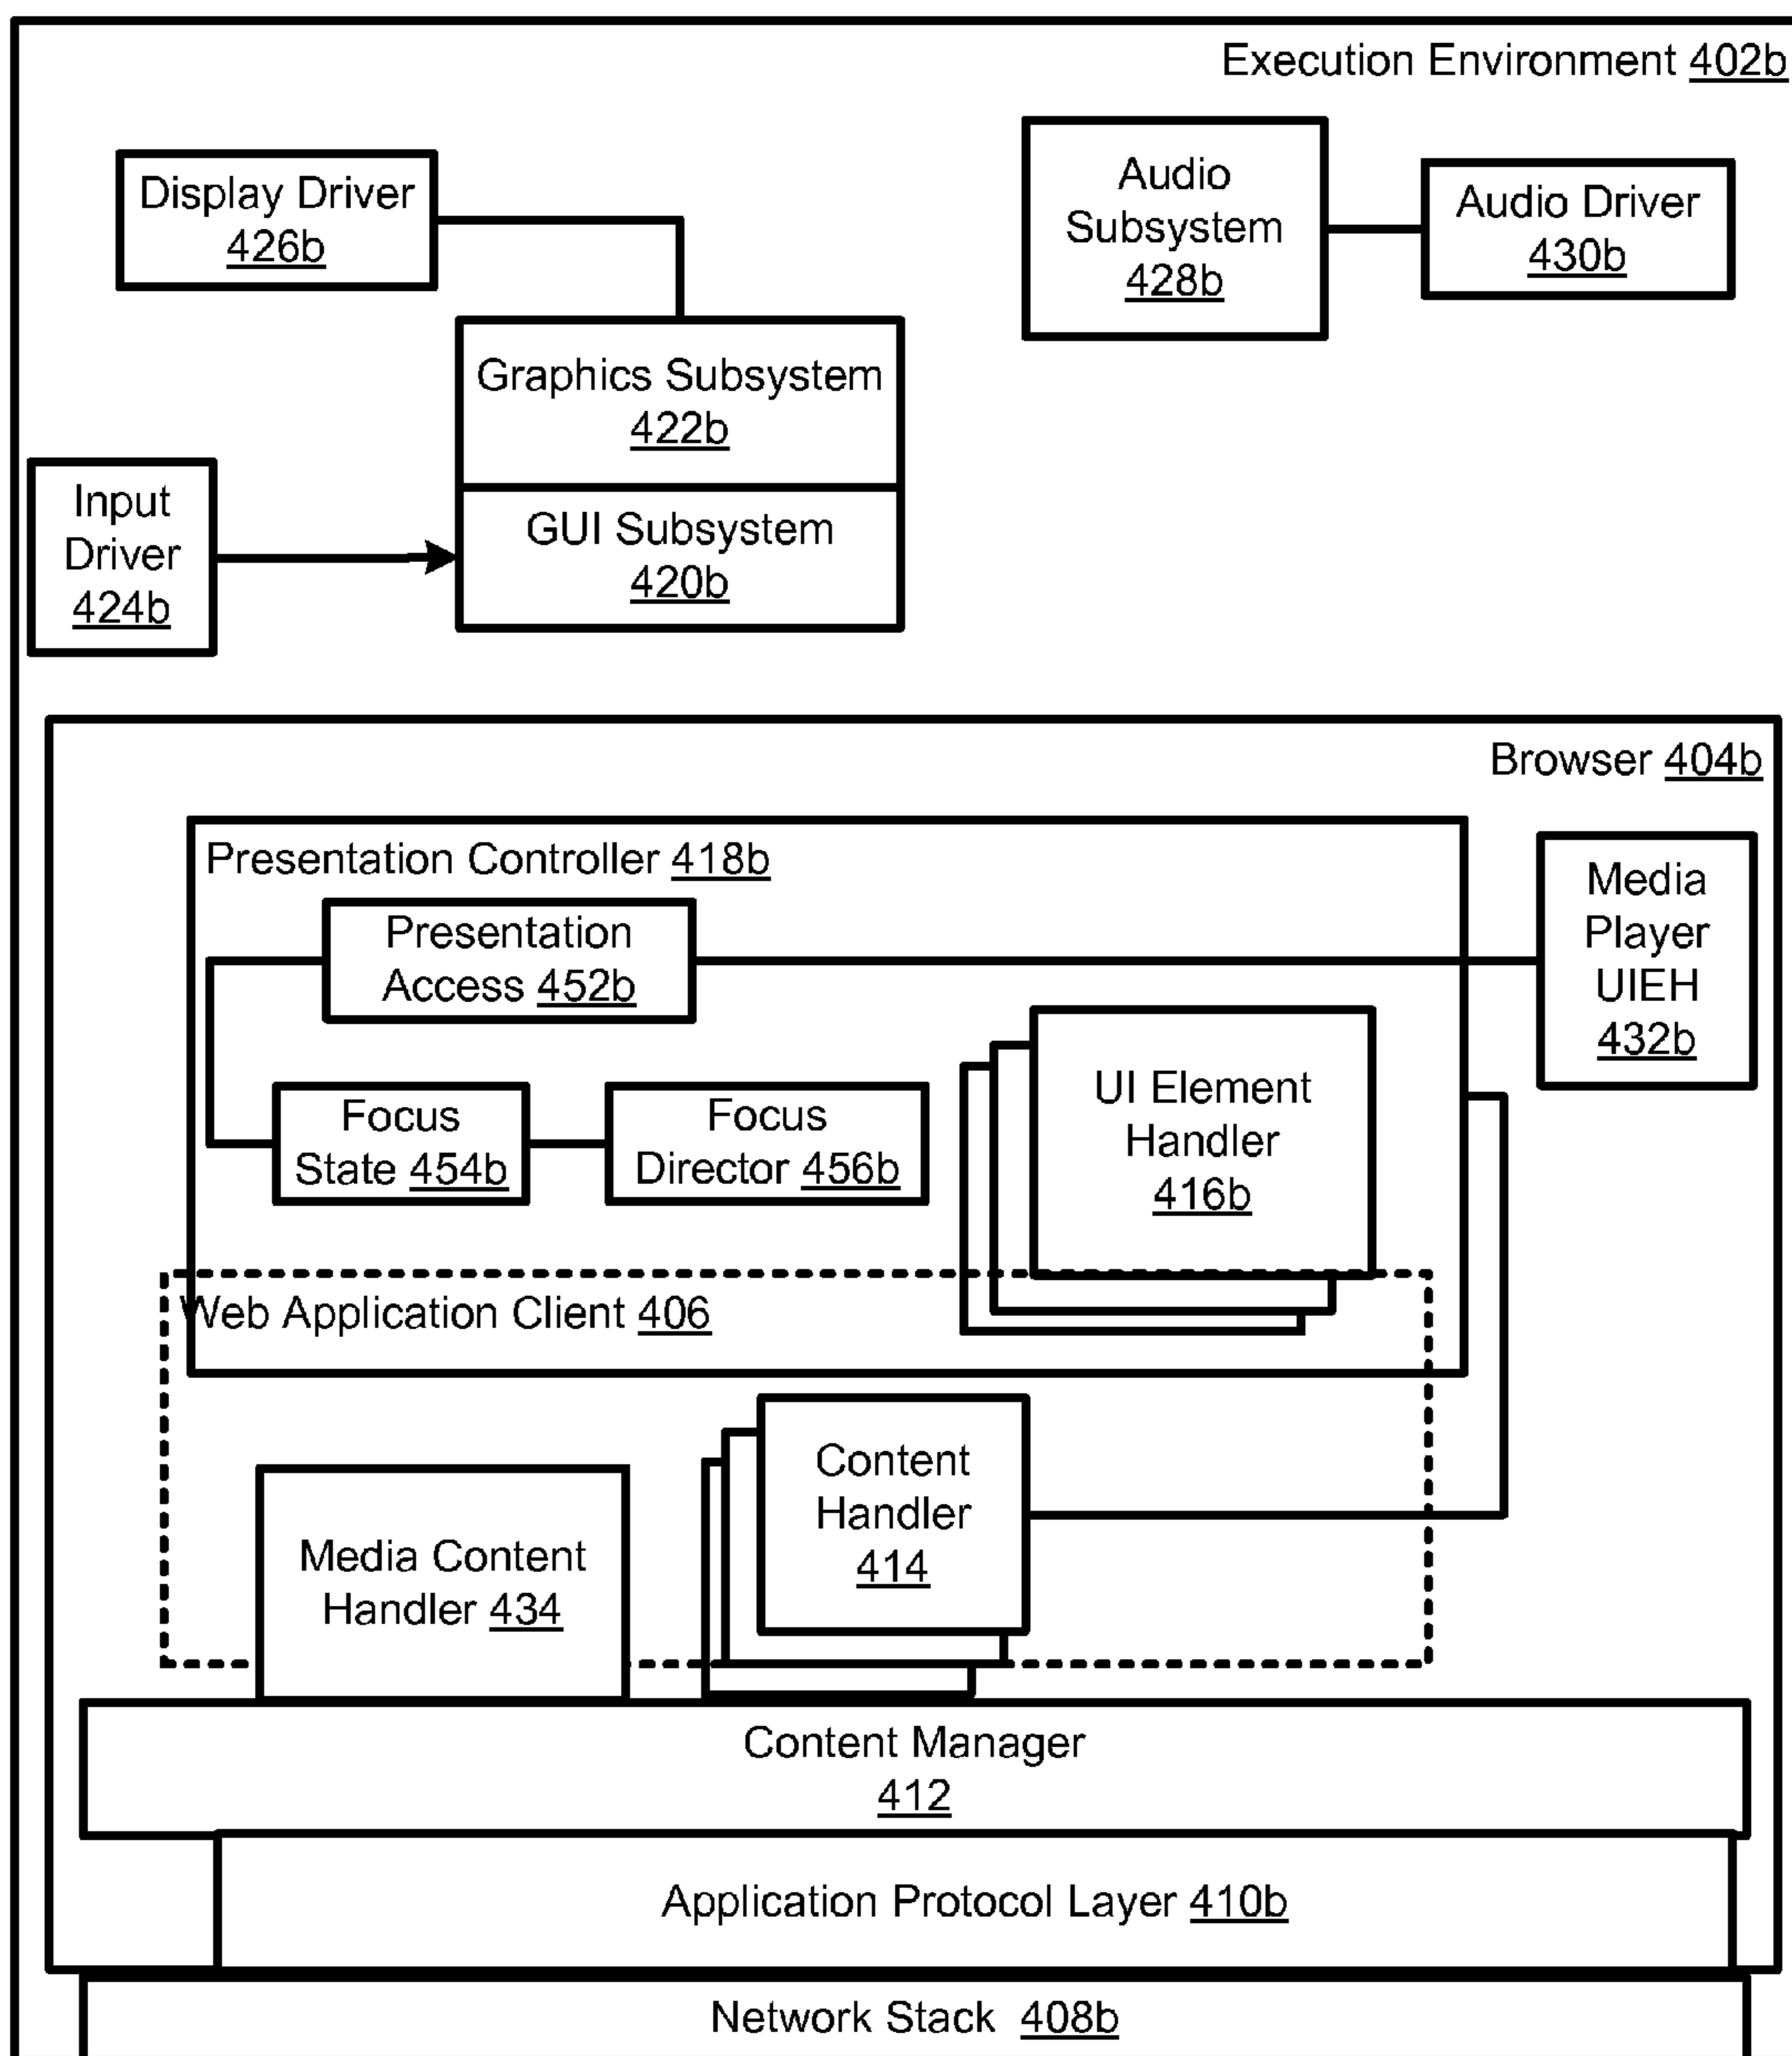 Execution Environment 402b
Display Driver
426b
Audio
Subsystem
428b
Audio Driver
430b
Graphics Subsystem
422b
Input
Driver
424b
GUI Subsystem
420b
Browser 404b
Presentation Controller 418b
Media
Player
UIEH
432b
Presentation
Access 452b
UI Element
Handler
416b
Focus
State 454b
Focus
Director 456b
Web Application Client 406
Content
Handler
414
Media Content
Handler 434
Content Manager
412
Application Protocol Layer 410b
Network Stack 408b